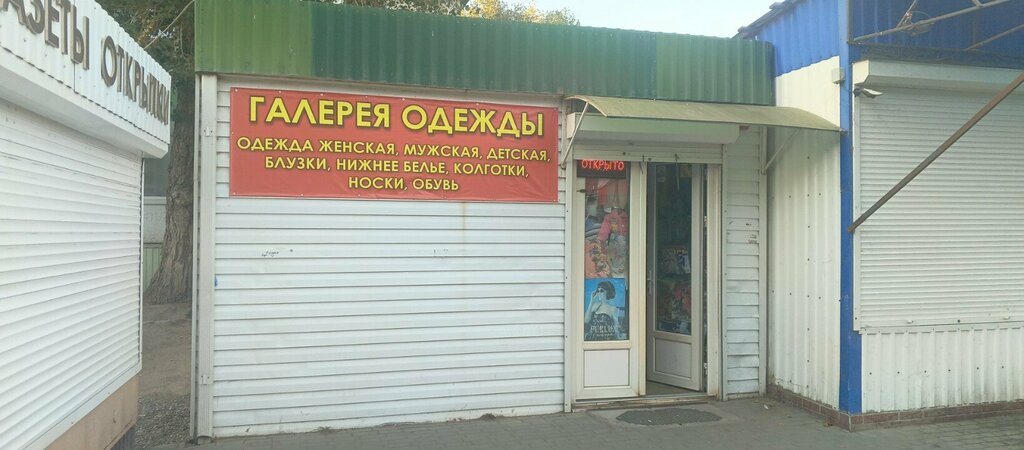 ГАЗЕТЫ ОТКРЫТКИ
ГАЛЕРЕЯ ОДЕЖДЫ
ОДЕЖДА ЖЕНСКАЯ, МУЖСКАЯ, ДЕТСКАЯ,
БЛУЗКИ, НИЖНЕЕ БЕЛЬЕ, КОЛГОТКИ,
НОСКИ, ОБУВЬ
ОТКРЫТО